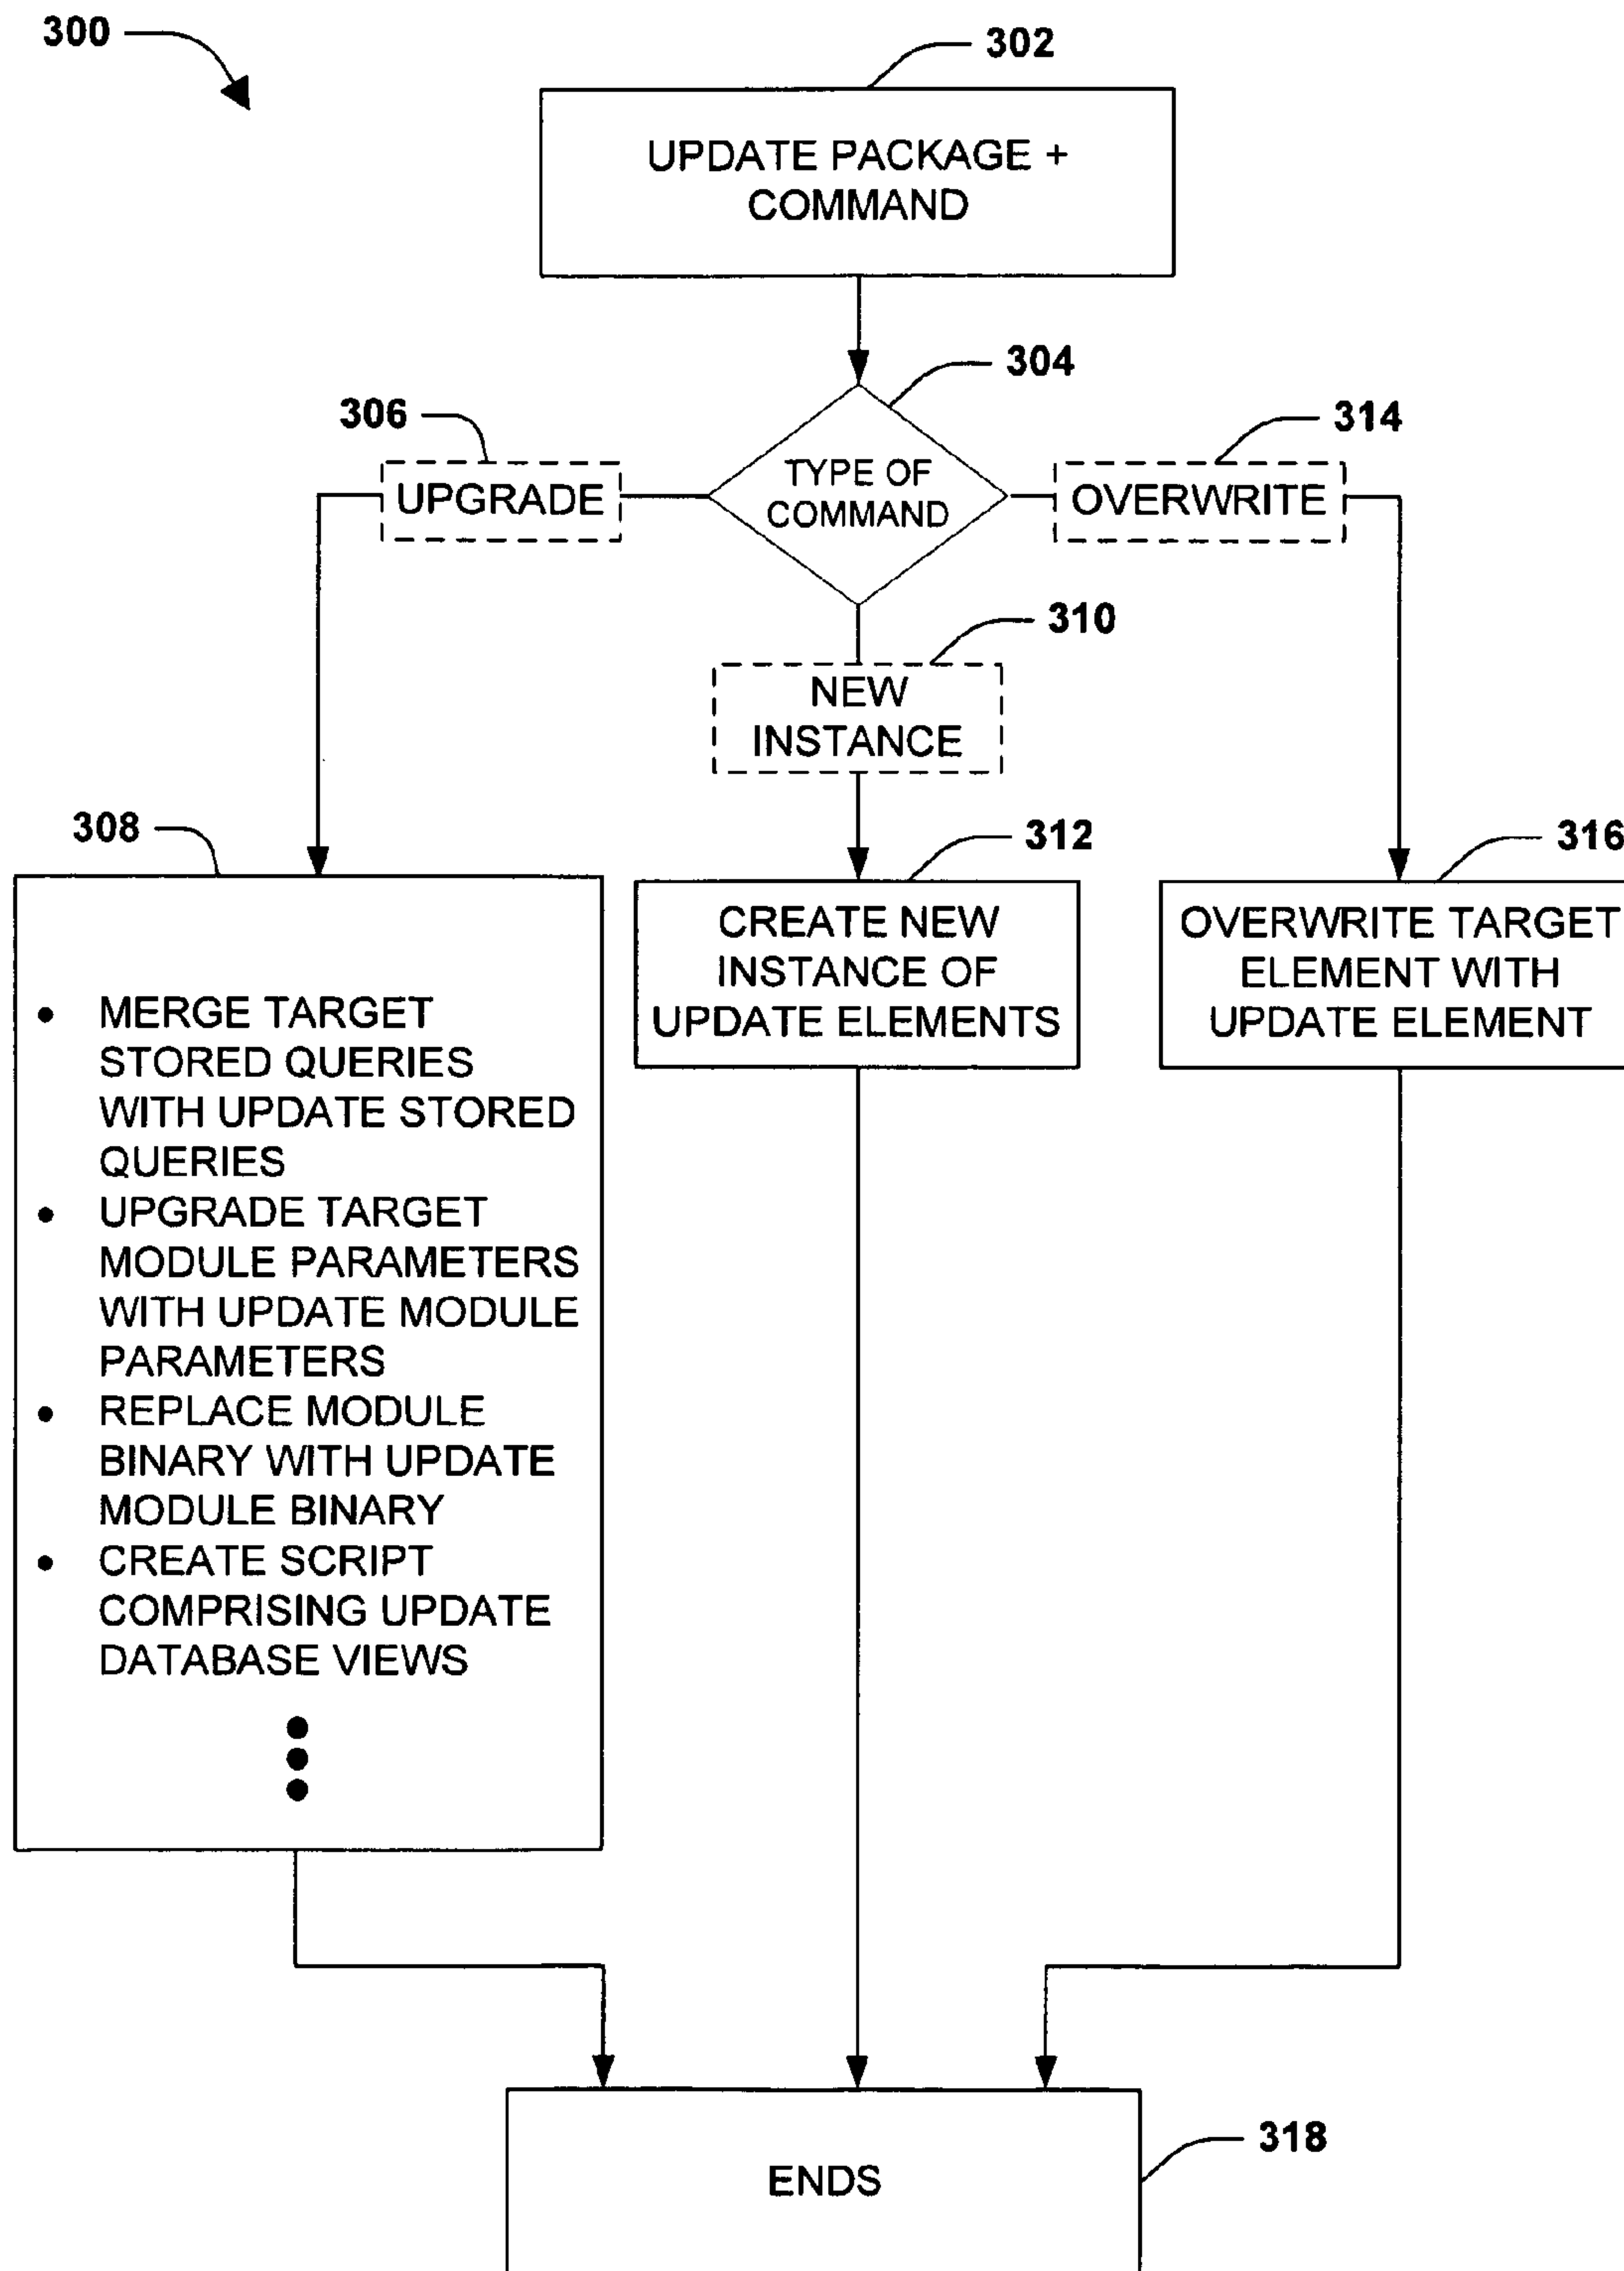 300
302
UPDATE PACKAGE +
COMMAND
304
306
314
UPGRADE
TYPE OF
COMMAND
OVERWRITE
310
NEW
INSTANCE
308
312
316
CREATE NEW
INSTANCE OF
UPDATE ELEMENTS
OVERWRITE TARGET
ELEMENT WITH
UPDATE ELEMENT
• MERGE TARGET
STORED QUERIES
WITH UPDATE STORED
QUERIES
• UPGRADE TARGET
MODULE PARAMETERS
WITH UPDATE MODULE
PARAMETERS
• REPLACE MODULE
BINARY WITH UPDATE
MODULE BINARY
• CREATE SCRIPT
COMPRISING UPDATE
DATABASE VIEWS
318
ENDS